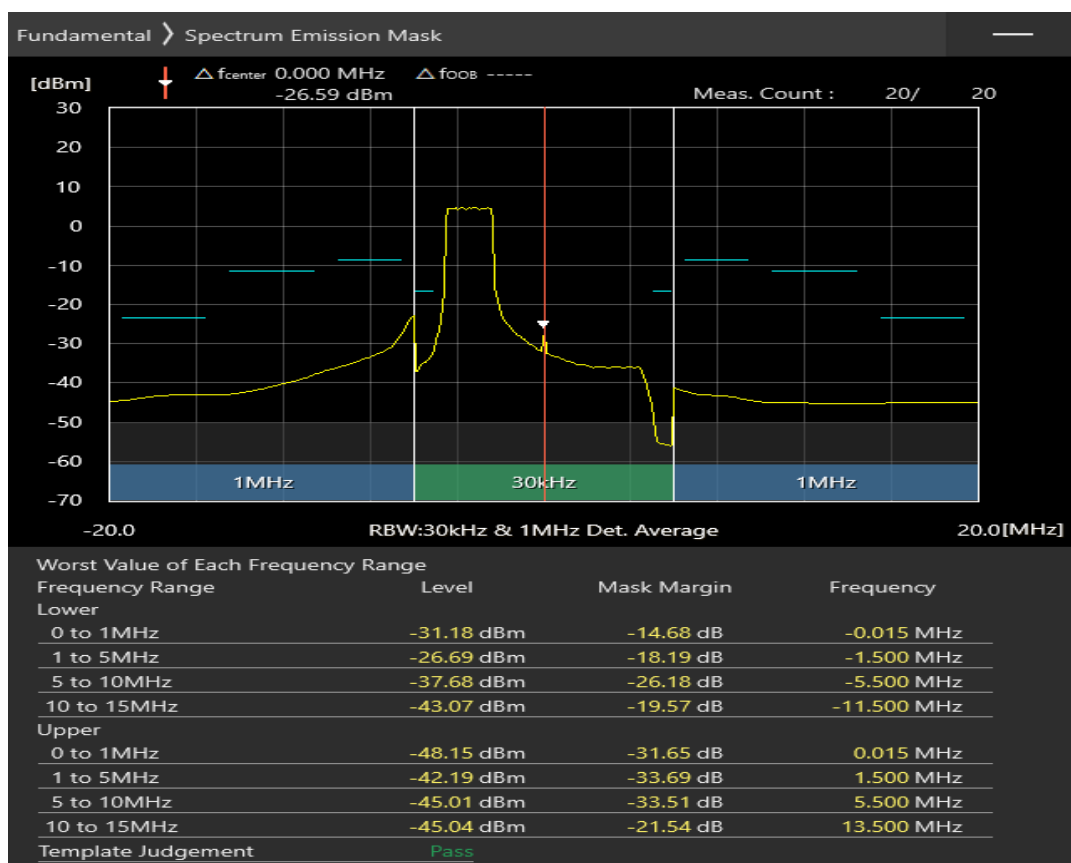 Fundamental ❯ Spectrum Emission Mask
[dBm] △ fcenter 0.000 MHz △ fOOB -----
-26.59 dBm Meas. Count : 20/ 20
30
20
10
0
-10
-20
-30
-40
-50
-60
1MHz 30kHz 1MHz
-70
-20.0 RBW:30kHz & 1MHz Det. Average 20.0[MHz]
Worst Value of Each Frequency Range
Frequency Range Level Mask Margin Frequency
Lower
0 to 1MHz -31.18 dBm -14.68 dB -0.015 MHz
1 to 5MHz -26.69 dBm -18.19 dB -1.500 MHz
5 to 10MHz -37.68 dBm -26.18 dB -5.500 MHz
10 to 15MHz -43.07 dBm -19.57 dB -11.500 MHz
Upper
0 to 1MHz -48.15 dBm -31.65 dB 0.015 MHz
1 to 5MHz -42.19 dBm -33.69 dB 1.500 MHz
5 to 10MHz -45.01 dBm -33.51 dB 5.500 MHz
10 to 15MHz -45.04 dBm -21.54 dB 13.500 MHz
Template Judgement Pass